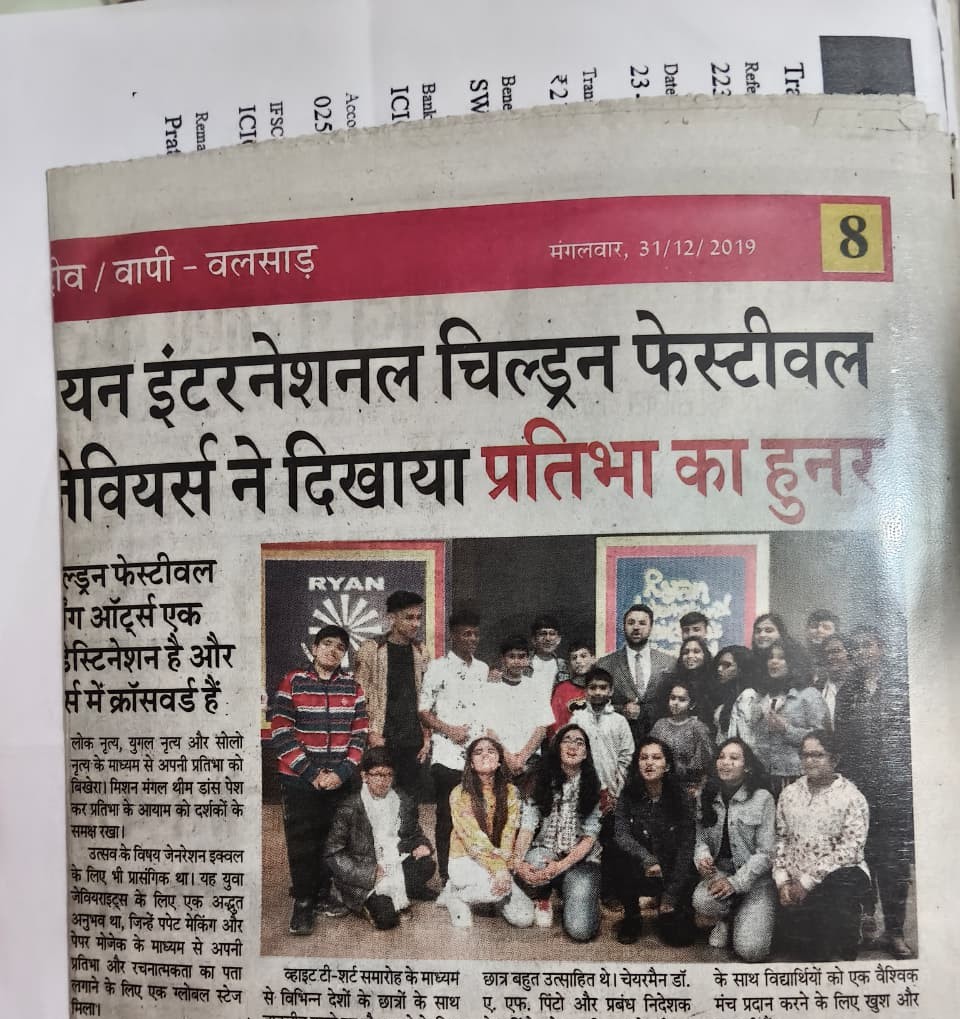 Tra
Refe
223
Date
23-
Tran
₹2
Bene
SW
Bank
ICI
Acco
025
IFSC
ICI
Rema
Prat
/ वापी - वलसाड़
मंगलवार, 31/12/2019
8
यन इंटरनेशनल चिल्ड्रन फेस्टीवल
ेवियर्स ने दिखाया प्रतिभा का हुनर
ल्ड्रन फेस्टीवल
ंग ऑर्ट्स एक
डेस्टिनेशन है और
र्स में क्रॉसवर्ड हैं
RYAN
Ryan
लोक नृत्य, युगल नृत्य और सोलो
नृत्य के माध्यम से अपनी प्रतिभा को
बिखेरा। मिशन मंगल थीम डांस पेश
कर प्रतिभा के आयाम को दर्शकों के
समक्ष रखा।
उत्सव के विषय जेनरेशन इक्वल
के लिए भी प्रासंगिक था। यह युवा
जेवियराइट्स के लिए एक अद्भुत
अनुभव था, जिन्हें पपेट मेकिंग और
पेपर मोजेक के माध्यम से अपनी
प्रतिभा और रचनात्मकता का पता
लगाने के लिए एक ग्लोबल स्टेज
मिला।
व्हाइट टी-शर्ट समारोह के माध्यम
से विभिन्न देशों के छात्रों के साथ
छात्र बहुत उत्साहित थे। चेयरमैन डॉ.
ए. एफ. पिंटो और प्रबंध निदेशक
के साथ विद्यार्थियों को एक वैश्विक
मंच प्रदान करने के लिए खुश और